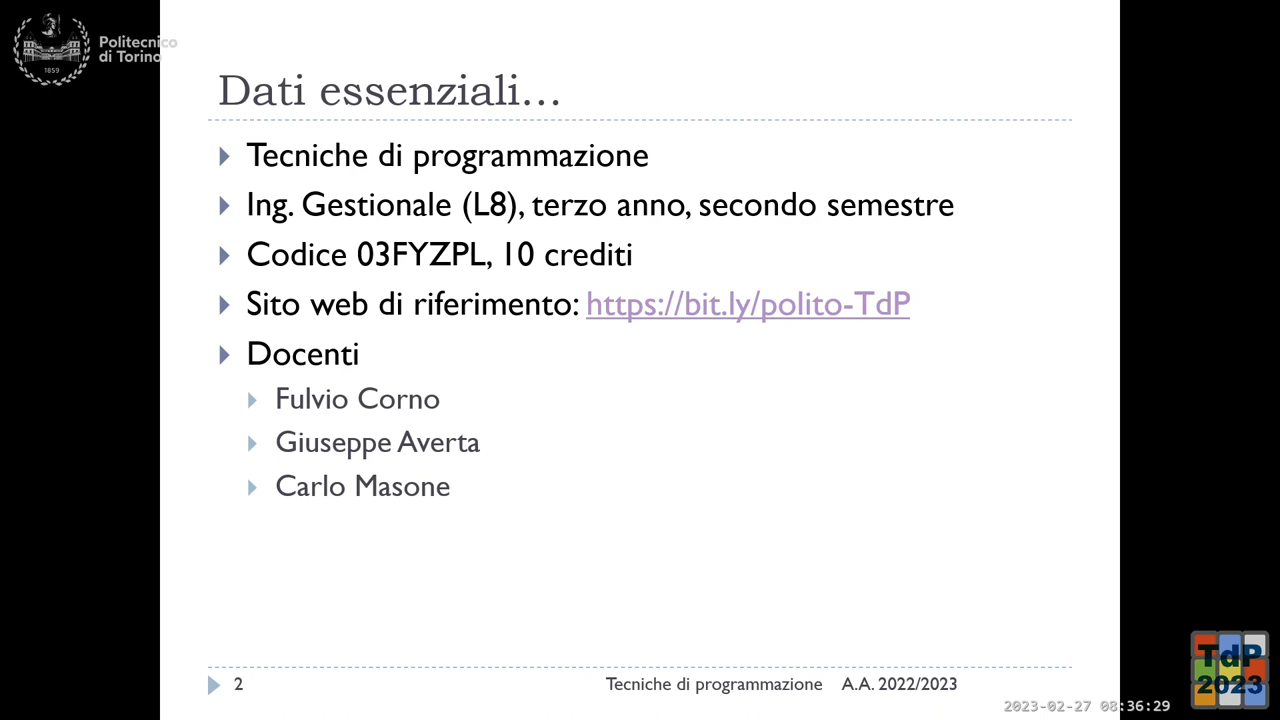 Politecnico
di Torino
1859
Dati essenziali...
Tecniche di programmazione
Ing. Gestionale (L8), terzo anno, secondo semestre
Codice 03FYZPL, 10 crediti
Sito web di riferimento: https://bit.ly/polito-TdP
Docenti
Fulvio Corno
Giuseppe Averta
Carlo Masone
2
Tecniche di programmazione A.A. 2022/2023
2023-02-27 08:36:29
TdP
2023